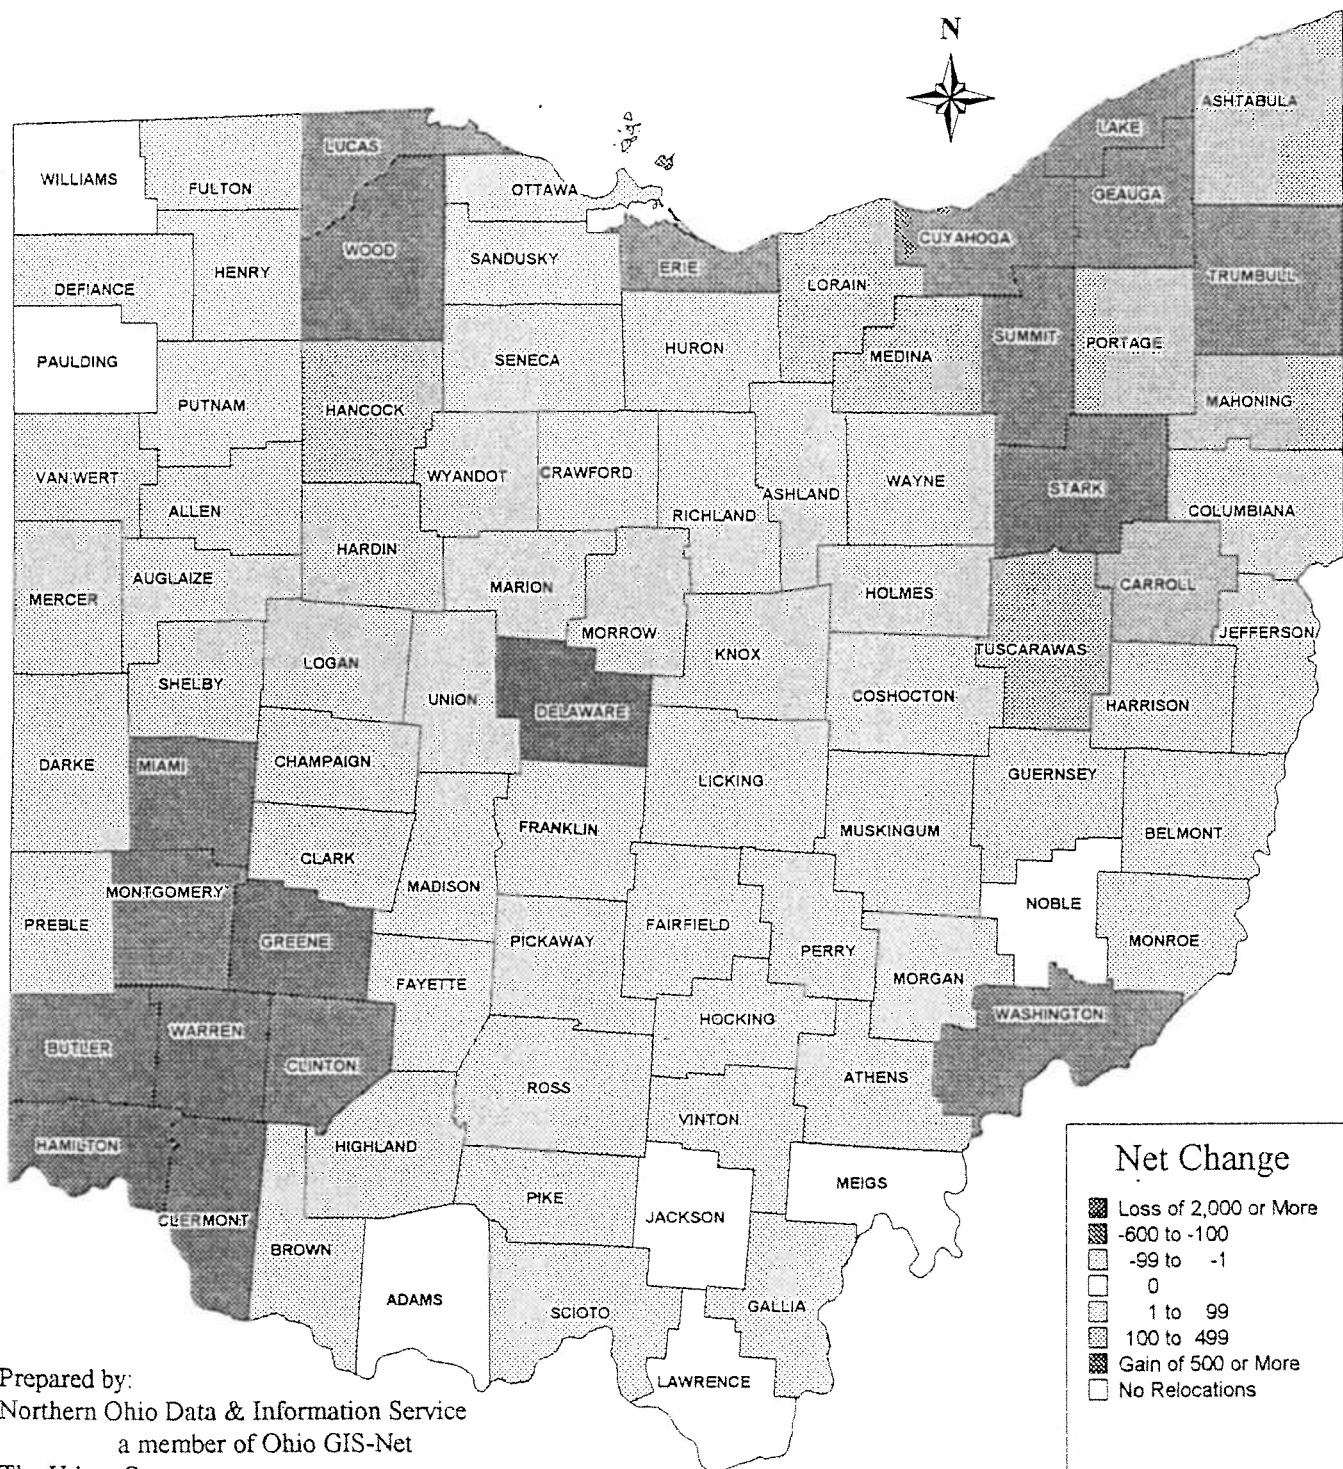 N
ASHTABULA
LAKE
LUCAS
WILLIAMS
FULTON
OTTAWA
GEAUGA
CUYAHOGA
WOOD
SANDUSKY
ERIE
HENRY
DEFIANCE
LORAIN
TRUMBULL
SUMMIT
PORTAGE
PAULDING
SENECA
HURON
MEDINA
PUTNAM
HANCOCK
MAHONING
VAN WERT
WYANDOT
CRAWFORD
ASHLAND
WAYNE
STARK
ALLEN
RICHLAND
COLUMBIANA
HARDIN
AUGLAIZE
MARION
HOLMES
CARROLL
MERCER
MORROW
JEFFERSON
KNOX
TUSCARAWAS
LOGAN
SHELBY
UNION
DELAWARE
COSHOCTON
HARRISON
DARKE
MIAMI
CHAMPAIGN
LICKING
GUERNSEY
FRANKLIN
MUSKINGUM
BELMONT
CLARK
MONTGOMERY
MADISON
NOBLE
PREBLE
GREENE
PICKAWAY
FAIRFIELD
PERRY
MONROE
FAYETTE
MORGAN
HOCKING
WASHINGTON
BUTLER
WARREN
CLINTON
ROSS
ATHENS
VINTON
HAMILTON
HIGHLAND
MEIGS
PIKE
JACKSON
CLERMONT
BROWN
ADAMS
SCIOTO
GALLIA
LAWRENCE
Net Change
Loss of 2,000 or More
-600 to -100
-99 to -1
0
1 to 99
100 to 499
Gain of 500 or More
No Relocations
Prepared by:
Northern Ohio Data & Information Service
a member of Ohio GIS-Net